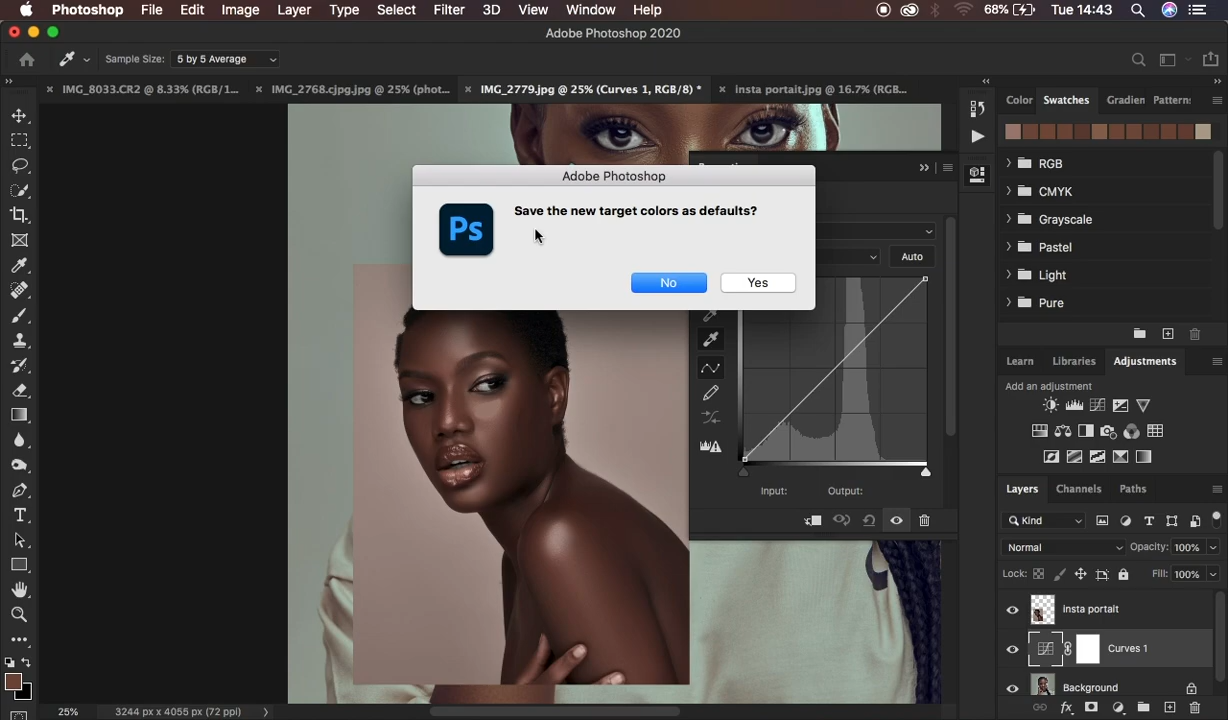 Photoshop File Edit Image Layer Type Select Filter 3D View Window Help 68% Tue 14:43
Adobe Photoshop 2020
Sample Size: 5 by 5 Average
IMG_8033.CR2 @ 8.33% (RGB/1... IMG_2768.cjpg.jpg @ 25% (phot... IMG_2779.jpg @ 25% (Curves 1, RGB/8) * insta portait.jpg @ 16.7% (RGB...
Color Swatches Gradien Pattern:
RGB
CMYK
Grayscale
Pastel
Light
Pure
Adobe Photoshop
Ps
Save the new target colors as defaults?
No Yes
Auto
Input: Output:
Learn Libraries Adjustments
Add an adjustment
Layers Channels Paths
Kind
Normal Opacity: 100%
Lock: Fill: 100%
insta portait
Curves 1
Background
T
25% 3244 px x 4055 px (72 ppi)